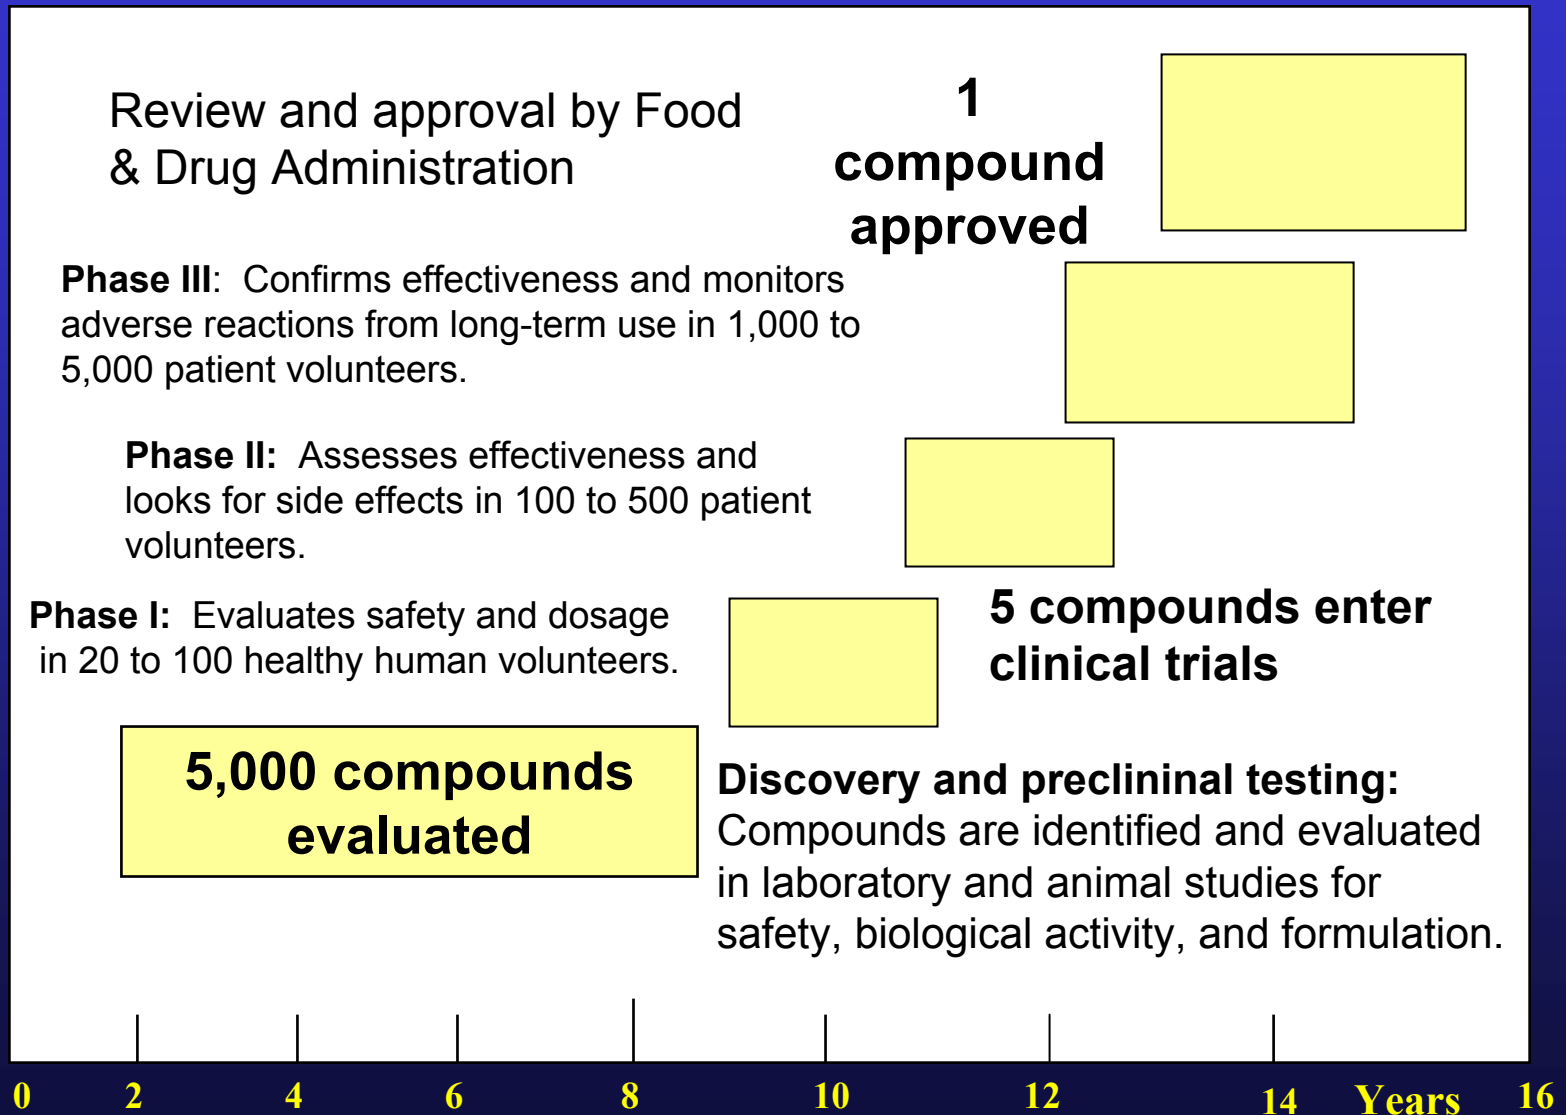 Review and approval by Food
& Drug Administration
1
compound
approved
Phase III:  Confirms effectiveness and monitors
adverse reactions from long-term use in 1,000 to
5,000 patient volunteers.
Phase II:  Assesses effectiveness and
looks for side effects in 100 to 500 patient
volunteers.
Phase I:  Evaluates safety and dosage
in 20 to 100 healthy human volunteers.
5 compounds enter
clinical trials
5,000 compounds
evaluated
Discovery and preclininal testing:
Compounds are identified and evaluated
in laboratory and animal studies for
safety, biological activity, and formulation.
0 2 4 6 8 10 12 14 Years 16